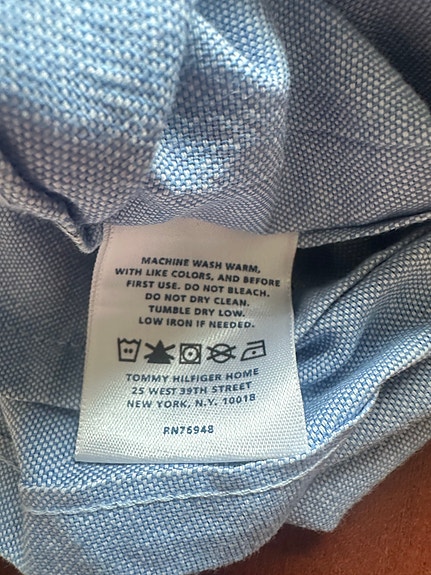 MACHINE WASH WARM,
WITH LIKE COLORS, AND BEFORE
FIRST USE. DO NOT BLEACH.
DO NOT DRY CLEAN.
TUMBLE DRY LOW.
LOW IRON IF NEEDED.
TOMMY HILFIGER HOME
25 WEST 39TH STREET
NEW YORK, N.Y. 10018
RN76948